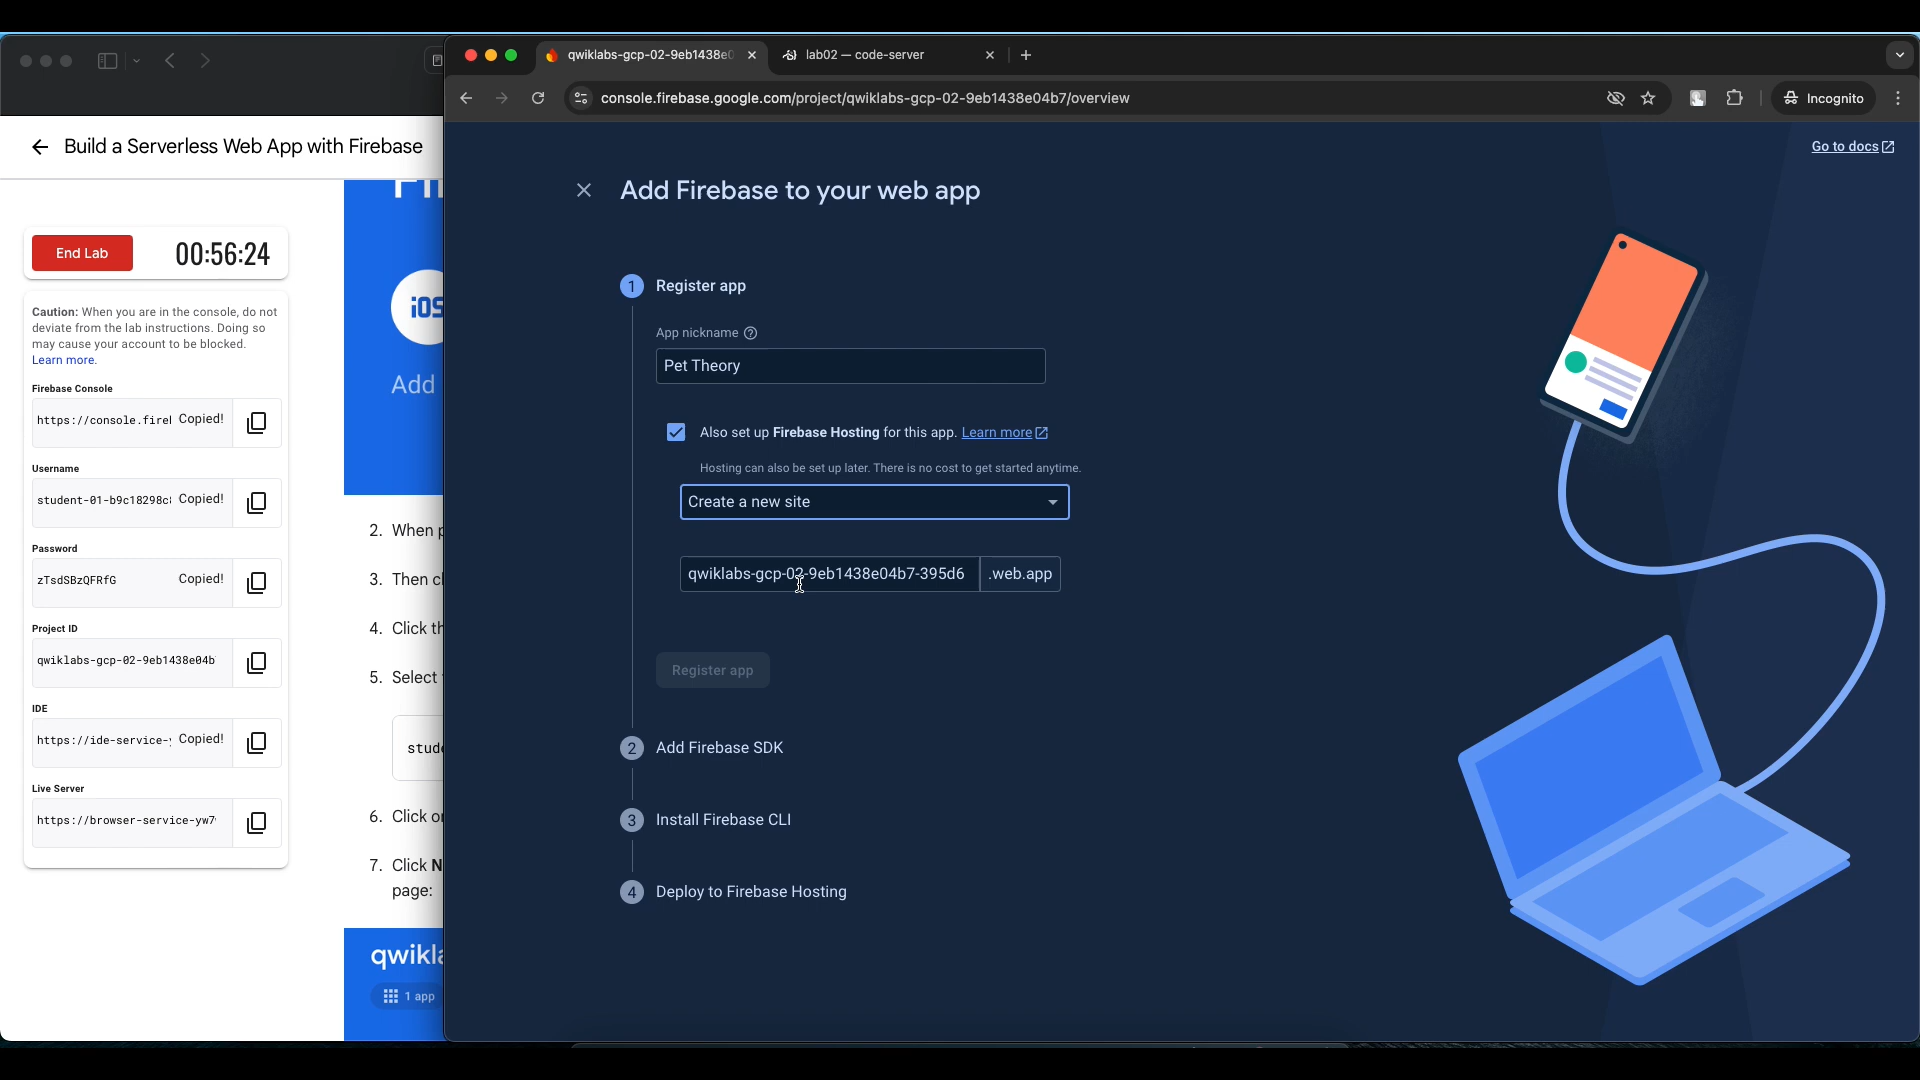 Build a Serverless Web App with Firebase
End Lab
00:56:24
Caution: When you are in the console, do not
deviate from the lab instructions. Doing so
may cause your account to be blocked.
Learn more.
Firebase Console
https://console.firel Copied!
Username
student-01-b9c18298c Copied!
Password
zTsdSBzQFRfG Copied!
Project ID
qwiklabs-gcp-02-9eb1438e04b
IDE
https://ide-service- Copied!
Live Server
https://browser-service-yw7
iOS
Add
2. When
3. Then
4. Click
5. Select
6. Click
7. Click
page:
1 app
qwiklabs-gcp-02-9eb1438e0
lab02 — code-server
console.firebase.google.com/project/qwiklabs-gcp-02-9eb1438e04b7/overview
Incognito
Go to docs
Add Firebase to your web app
1 Register app
App nickname
Pet Theory
Also set up Firebase Hosting for this app. Learn more
Hosting can also be set up later. There is no cost to get started anytime.
Create a new site
qwiklabs-gcp-02-9eb1438e04b7-395d6 .web.app
Register app
2 Add Firebase SDK
3 Install Firebase CLI
4 Deploy to Firebase Hosting